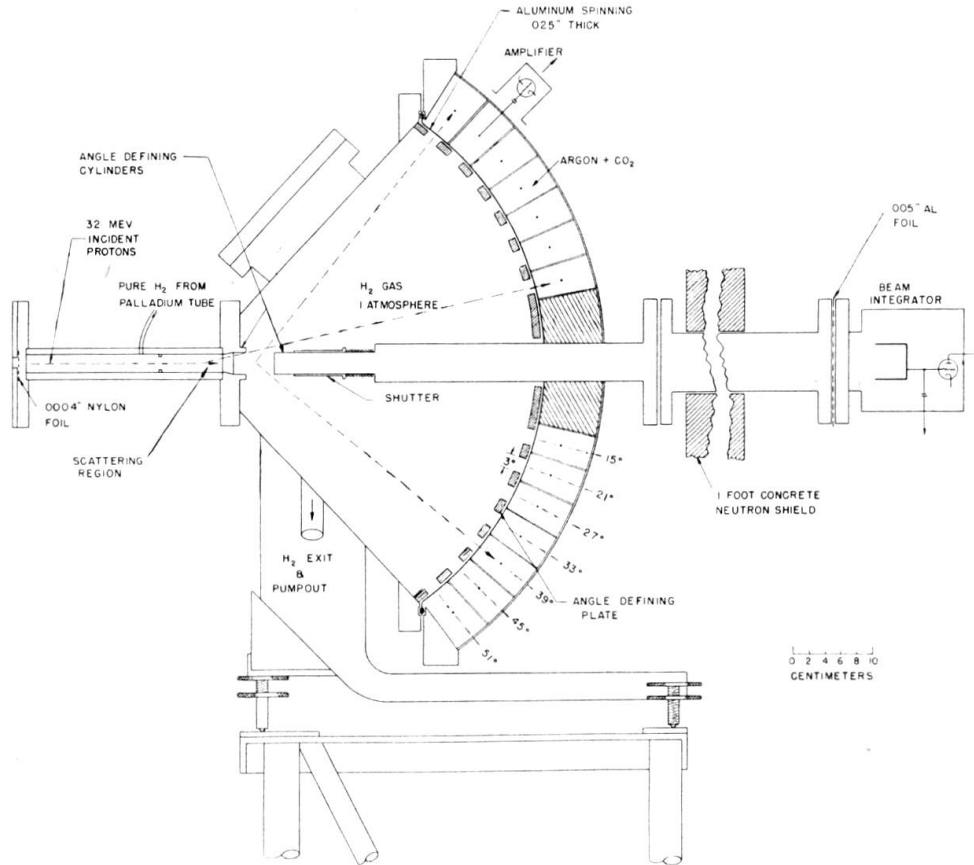 ALUMINUM SPINNING
.025" THICK
AMPLIFIER
ANGLE DEFINING
CYLINDERS
ARGON + CO₂
.005" AL
FOIL
32 MEV
INCIDENT
PROTONS
PURE H₂ FROM
PALLADIUM TUBE
H₂ GAS
1 ATMOSPHERE
BEAM
INTEGRATOR
.0004" NYLON
FOIL
SHUTTER
SCATTERING
REGION
3°
15°
21°
27°
33°
39°
45°
51°
1 FOOT CONCRETE
NEUTRON SHIELD
H₂ EXIT
&
PUMPOUT
ANGLE DEFINING
PLATE
0 2 4 6 8 10
CENTIMETERS